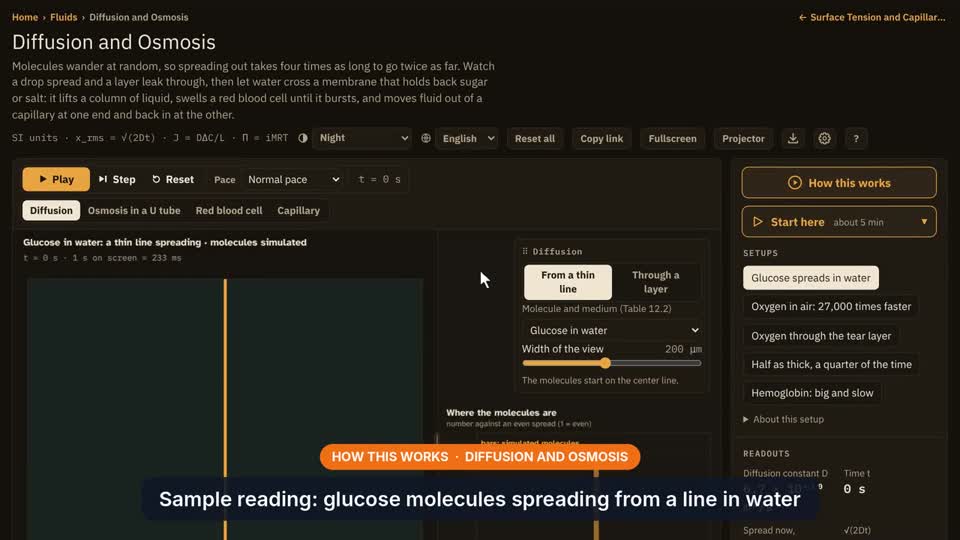 Home › Fluids › Diffusion and Osmosis
← Surface Tension and Capillar...
Diffusion and Osmosis
Molecules wander at random, so spreading out takes four times as long to go twice as far. Watch
a drop spread and a layer leak through, then let water cross a membrane that holds back sugar
or salt: it lifts a column of liquid, swells a red blood cell until it bursts, and moves fluid out of a
capillary at one end and back in at the other.
SI units · x_rms = √(2Dt) · J = DΔC/L · Π = iMRT
Night
English
Reset all
Copy link
Fullscreen
Projector
?
Play
Step
Reset
Pace
Normal pace
t = 0 s
Diffusion
Osmosis in a U tube
Red blood cell
Capillary
Glucose in water: a thin line spreading · molecules simulated
t = 0 s · 1 s on screen = 233 ms
Diffusion
From a thin
line
Through a
layer
Molecule and medium (Table 12.2)
Glucose in water
Width of the view 200 µm
The molecules start on the center line.
Where the molecules are
number against an even spread (1 = even)
bars: simulated molecules
How this works
Start here about 5 min
SETUPS
Glucose spreads in water
Oxygen in air: 27,000 times faster
Oxygen through the tear layer
Half as thick, a quarter of the time
Hemoglobin: big and slow
About this setup
READOUTS
Diffusion constant D
Time t
0 s
Spread now,
√(2Dt)
HOW THIS WORKS · DIFFUSION AND OSMOSIS
Sample reading: glucose molecules spreading from a line in water